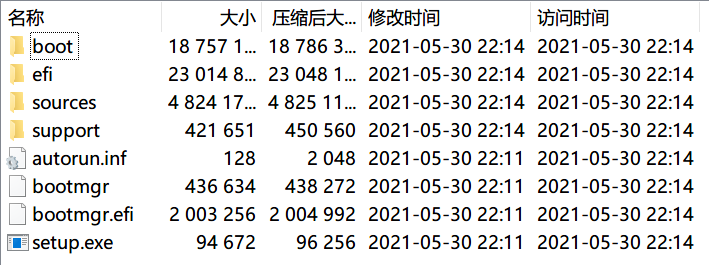 名称 大小 压缩后大... 修改时间 访问时间
boot 18 757 1... 18 786 3... 2021-05-30 22:14 2021-05-30 22:14
efi 23 014 8... 23 048 1... 2021-05-30 22:14 2021-05-30 22:14
sources 4 824 17... 4 825 11... 2021-05-30 22:14 2021-05-30 22:14
support 421 651 450 560 2021-05-30 22:14 2021-05-30 22:14
autorun.inf 128 2 048 2021-05-30 22:11 2021-05-30 22:14
bootmgr 436 634 438 272 2021-05-30 22:11 2021-05-30 22:14
bootmgr.efi 2 003 256 2 004 992 2021-05-30 22:11 2021-05-30 22:14
setup.exe 94 672 96 256 2021-05-30 22:11 2021-05-30 22:14